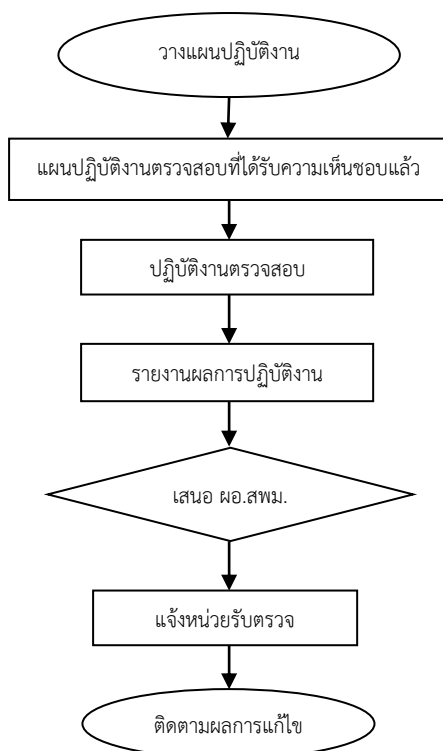 วางแผนปฏิบัติงาน
แผนปฏิบัติงานตรวจสอบที่ได้รับความเห็นชอบแล้ว
ปฏิบัติงานตรวจสอบ
รายงานผลการปฏิบัติงาน
เสนอ ผอ.สพม.
แจ้งหน่วยรับตรวจ
ติดตามผลการแก้ไข